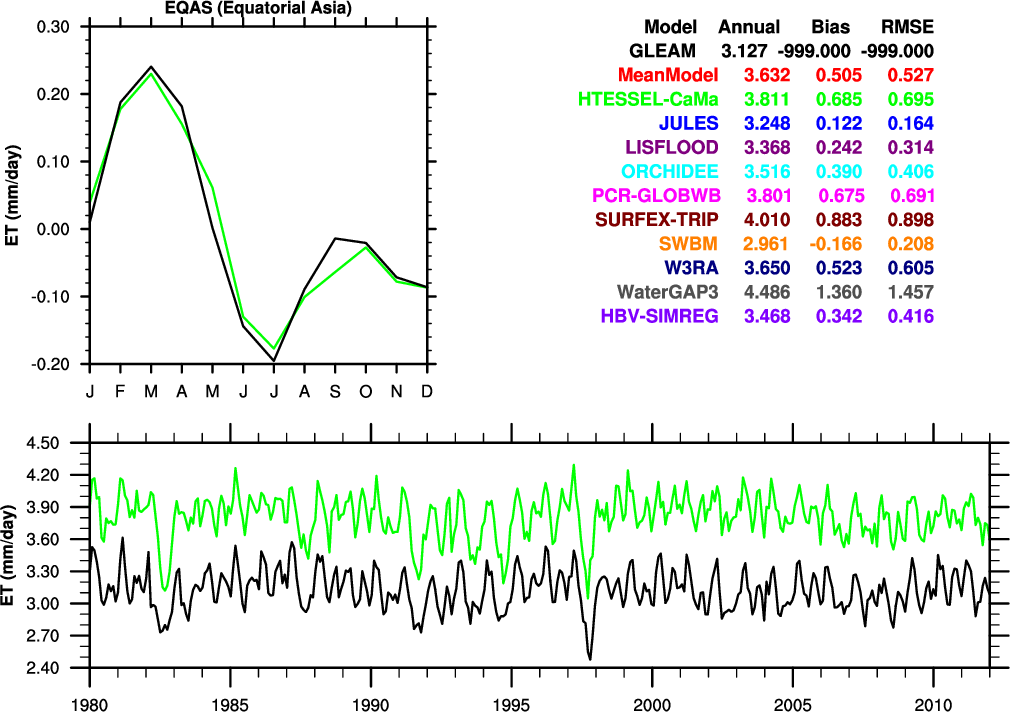 EQAS (Equatorial Asia)
0.30
0.20
0.10
0.00
-0.10
-0.20
ET (mm/day)
J F M A M J J A S O N D
Model Annual Bias RMSE
GLEAM 3.127 -999.000 -999.000
MeanModel 3.632 0.505 0.527
HTESSEL-CaMa 3.811 0.685 0.695
JULES 3.248 0.122 0.164
LISFLOOD 3.368 0.242 0.314
ORCHIDEE 3.516 0.390 0.406
PCR-GLOBWB 3.801 0.675 0.691
SURFEX-TRIP 4.010 0.883 0.898
SWBM 2.961 -0.166 0.208
W3RA 3.650 0.523 0.605
WaterGAP3 4.486 1.360 1.457
HBV-SIMREG 3.468 0.342 0.416
4.50
4.20
3.90
3.60
3.30
3.00
2.70
2.40
ET (mm/day)
1980 1985 1990 1995 2000 2005 2010